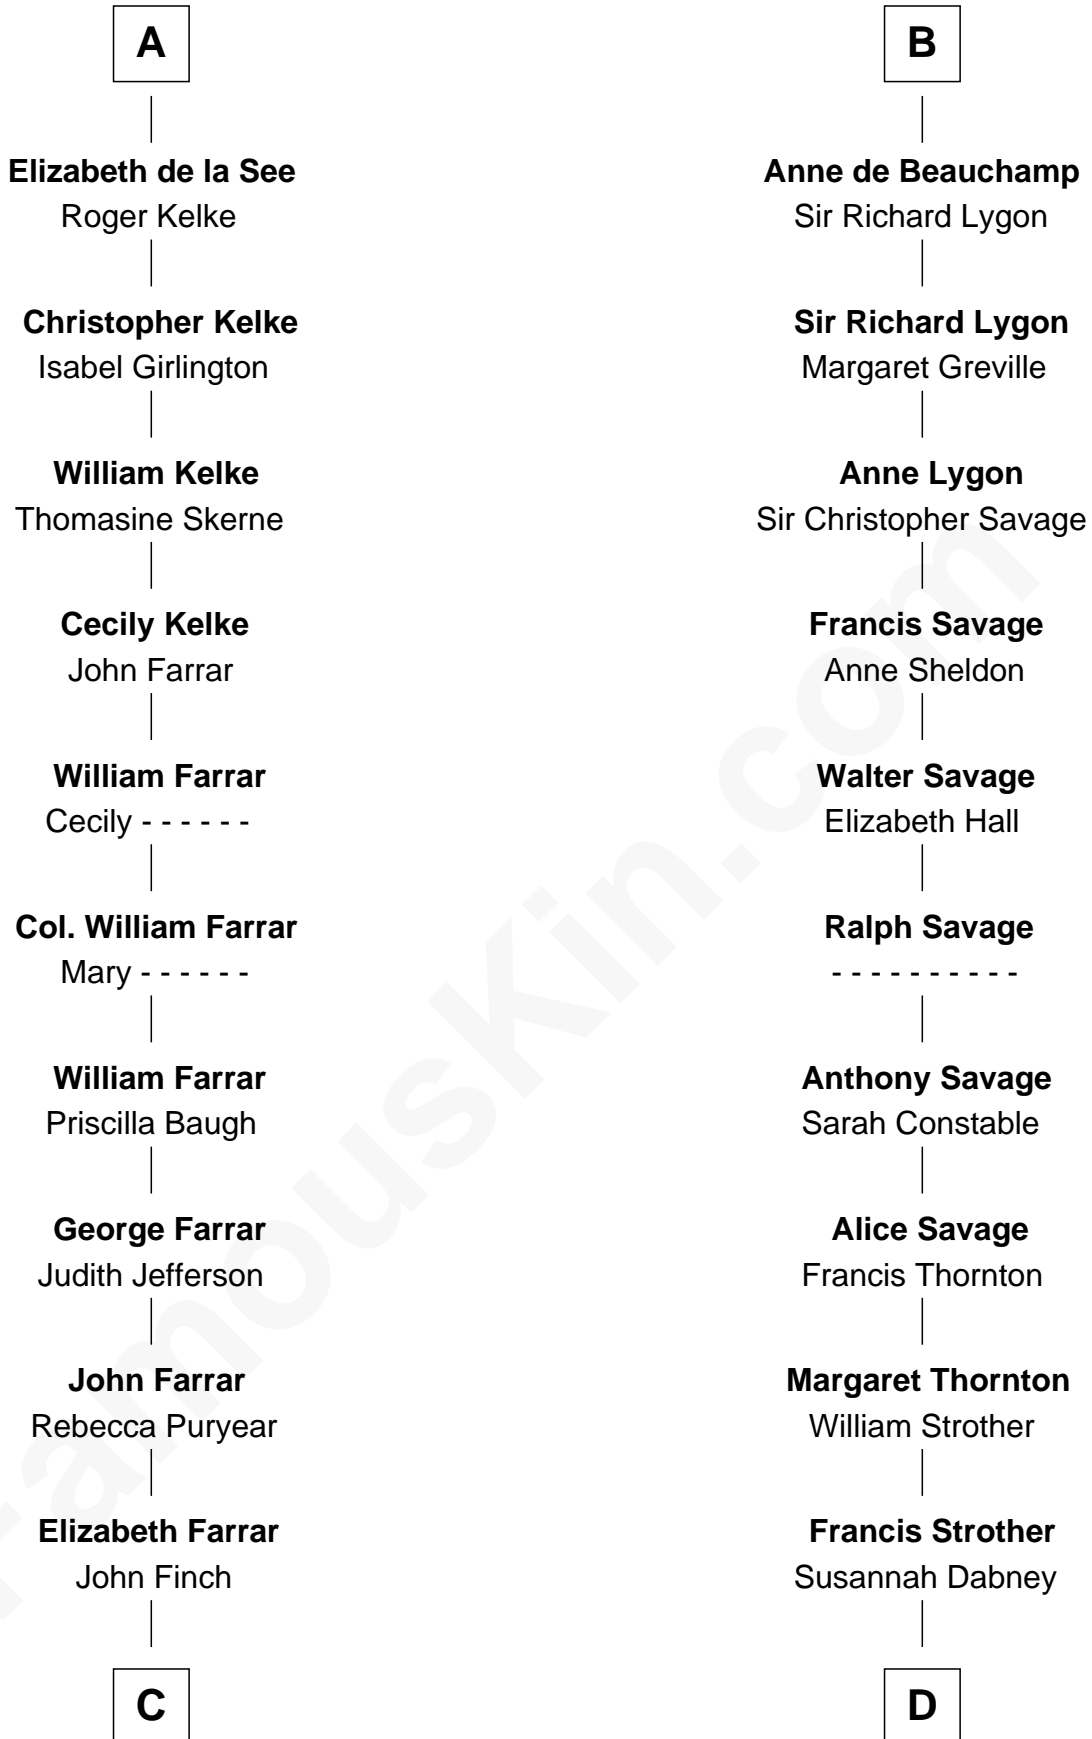 A
Elizabeth de la See
Roger Kelke
Christopher Kelke
Isabel Girlington
William Kelke
Thomasine Skerne
Cecily Kelke
John Farrar
William Farrar
Cecily - - - - - -
Col. William Farrar
Mary - - - - - -
William Farrar
Priscilla Baugh
George Farrar
Judith Jefferson
John Farrar
Rebecca Puryear
Elizabeth Farrar
John Finch
C
B
Anne de Beauchamp
Sir Richard Lygon
Sir Richard Lygon
Margaret Greville
Anne Lygon
Sir Christopher Savage
Francis Savage
Anne Sheldon
Walter Savage
Elizabeth Hall
Ralph Savage
- - - - - - - - - -
Anthony Savage
Sarah Constable
Alice Savage
Francis Thornton
Margaret Thornton
William Strother
Francis Strother
Susannah Dabney
D
FamousKin.com